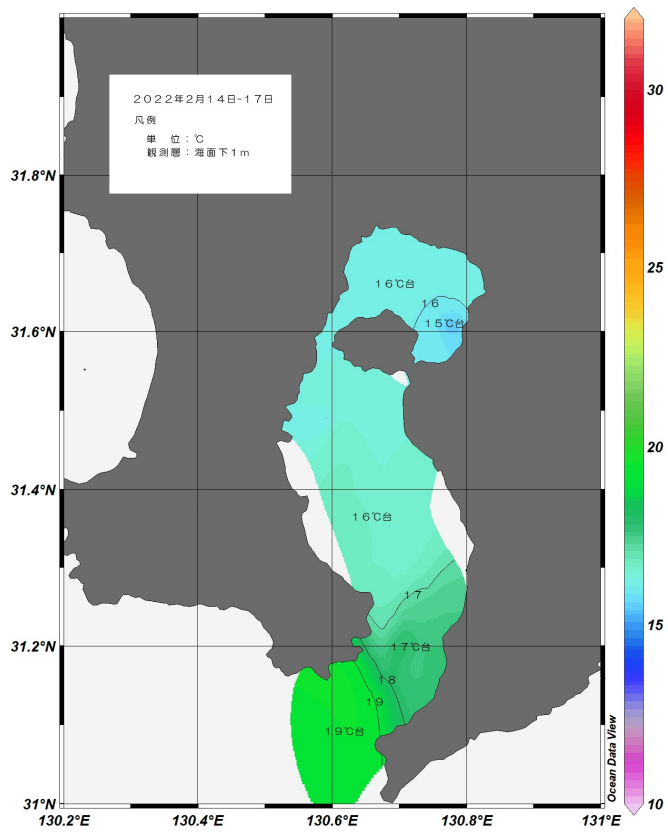 ２０２２年２月１４日-１７日
凡例
単　位：℃
観測層：海面下１ｍ
30
31.8°N
25
１６℃台
１６
１５℃台
31.6°N
20
31.4°N
１６℃台
１７
１７℃台
31.2°N
15
１８
１９
１９℃台
Ocean Data View
31°N
10
130.2°E
130.4°E
130.6°E
130.8°E
131°E